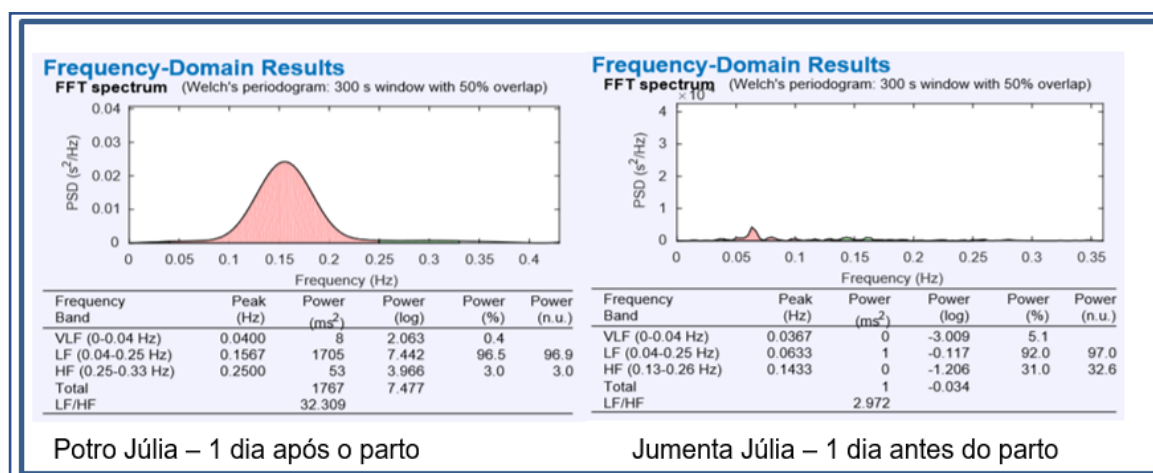 Frequency-Domain Results
FFT spectrum (Welch's periodogram: 300 s window with 50% overlap)
0.04
0.03
0.02
0.01
0
PSD (s²/Hz)
0 0.05 0.1 0.15 0.2 0.25 0.3 0.35 0.4
Frequency (Hz)
Frequency Band Peak (Hz) Power (ms²) Power (log) Power (%) Power (n.u.)
VLF (0-0.04 Hz) 0.0400 8 2.063 0.4
LF (0.04-0.25 Hz) 0.1567 1705 7.442 96.5 96.9
HF (0.25-0.33 Hz) 0.2500 53 3.966 3.0 3.0
Total 1767 7.477
LF/HF 32.309
Potro Júlia – 1 dia após o parto
Frequency-Domain Results
FFT spectrum (Welch's periodogram: 300 s window with 50% overlap)
×10
4
3
2
1
0
PSD (s²/Hz)
0 0.05 0.1 0.15 0.2 0.25 0.3 0.35
Frequency (Hz)
Frequency Band Peak (Hz) Power (ms²) Power (log) Power (%) Power (n.u.)
VLF (0-0.04 Hz) 0.0367 0 -3.009 5.1
LF (0.04-0.25 Hz) 0.0633 1 -0.117 92.0 97.0
HF (0.13-0.26 Hz) 0.1433 0 -1.206 31.0 32.6
Total 1 -0.034
LF/HF 2.972
Jumenta Júlia – 1 dia antes do parto